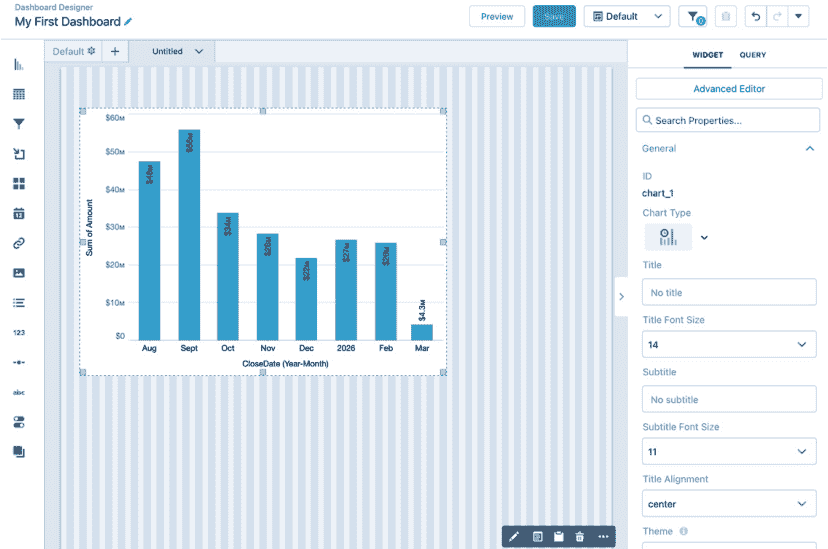 Dashboard Designer
My First Dashboard
Preview
Save
Default
0
Default
+
Untitled
WIDGET
QUERY
Advanced Editor
Search Properties...
General
ID
chart_1
Chart Type
Title
No title
Title Font Size
14
Subtitle
No subtitle
Subtitle Font Size
11
Title Alignment
center
Theme
12
123
abc
Sum of Amount
$60M
$50M
$40M
$30M
$20M
$10M
$0
$48M
$34M
$28M
$22M
$27M
$4.3M
Aug
Sept
Oct
Nov
Dec
2026
Feb
Mar
CloseDate (Year-Month)